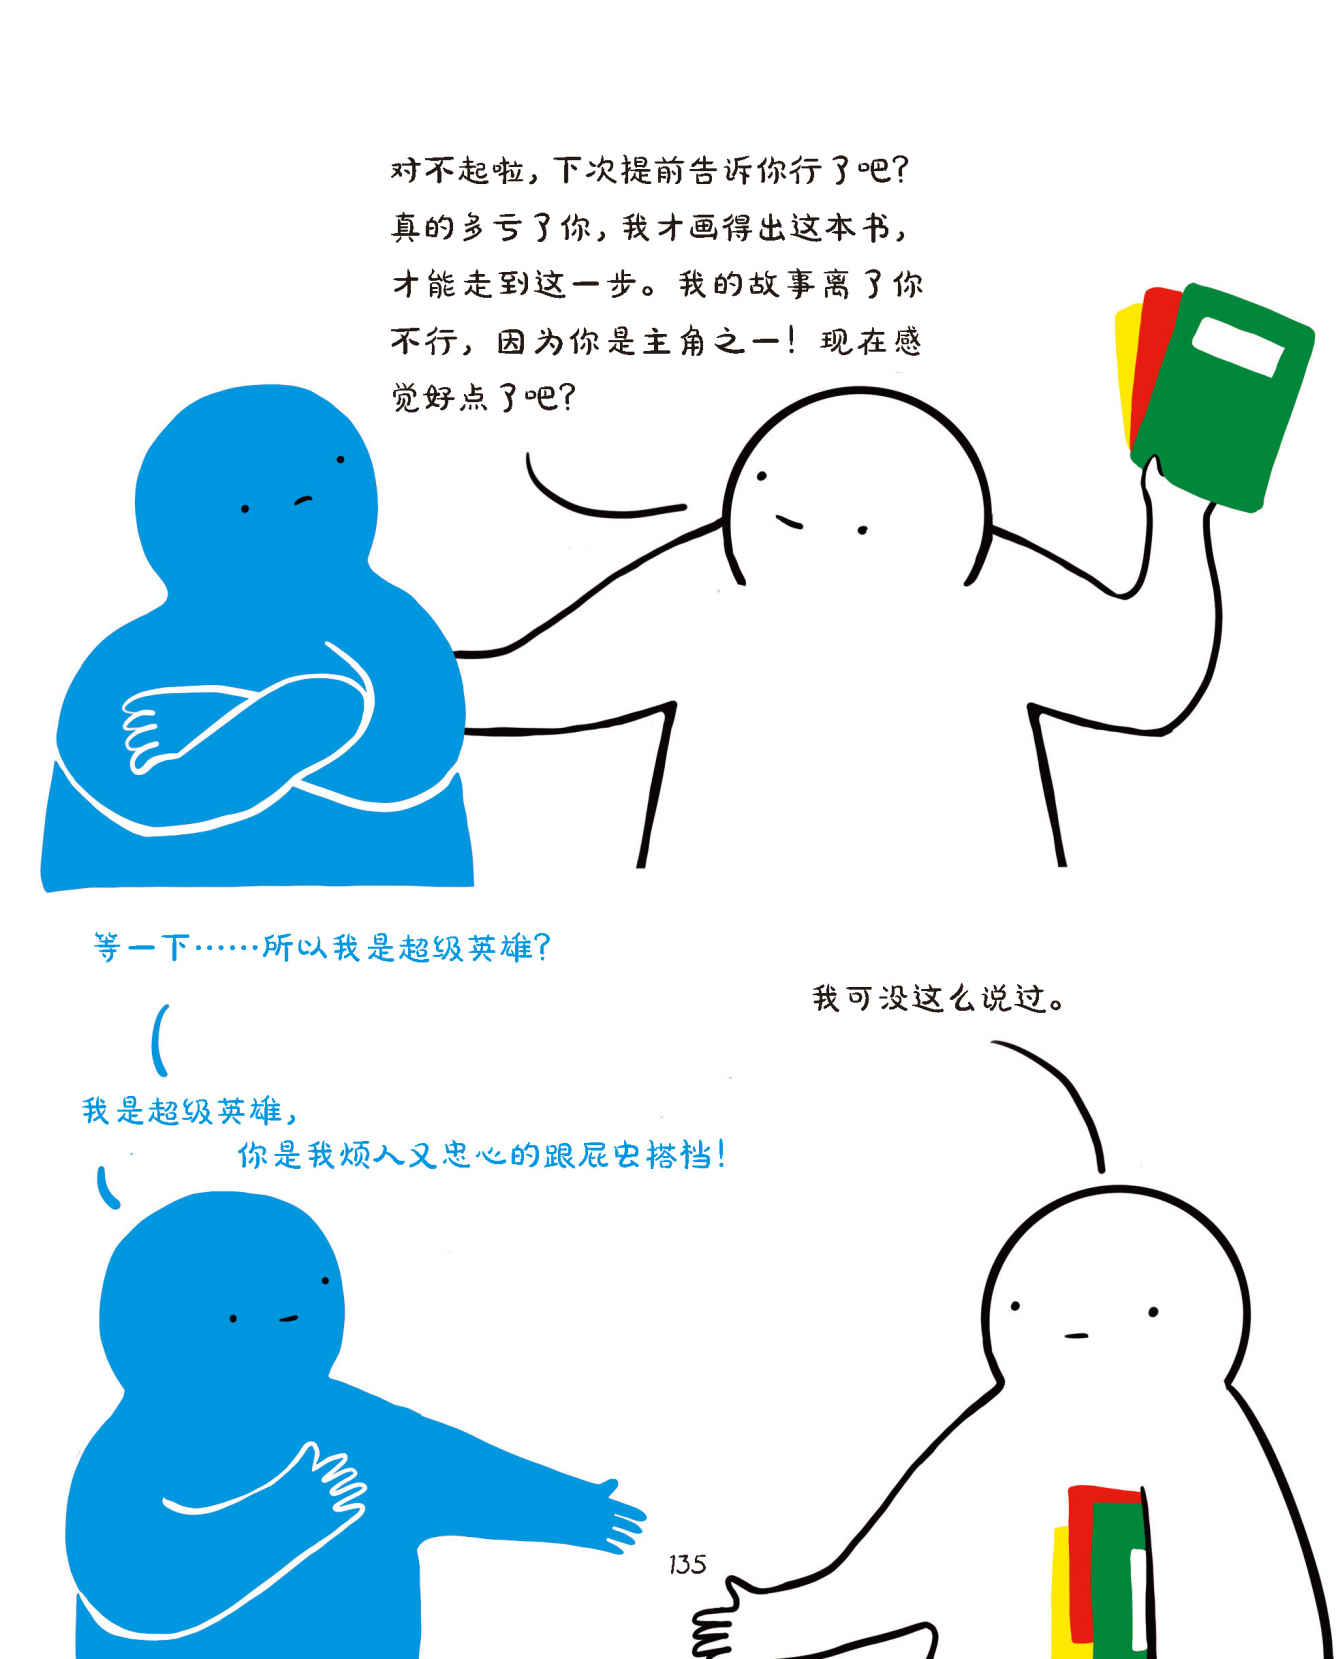 对不起啦，下次提前告诉你行了吧？
真的多亏了你，我才画得出这本书，
才能走到这一步。我的故事离了你
不行，因为你是主角之一！现在感
觉好点了吧？
等一下……所以我是超级英雄？
我可没这么说过。
我是超级英雄，
你是我烦人又忠心的跟屁虫搭档！
135